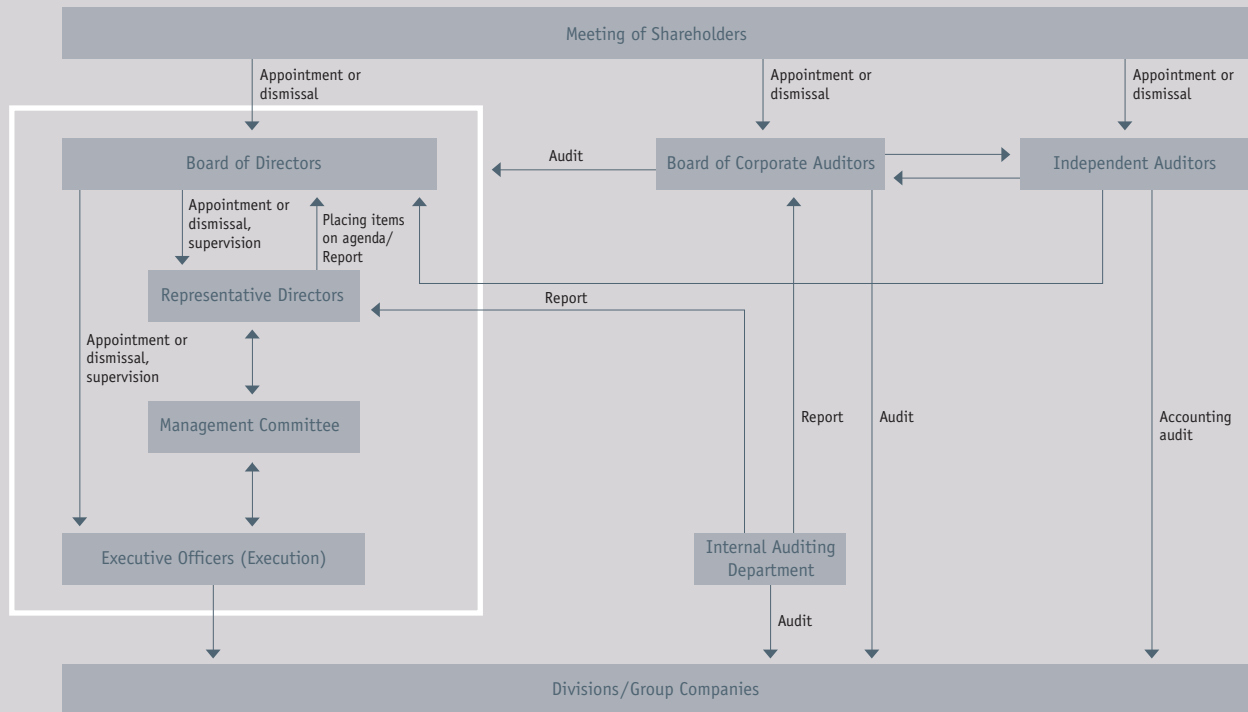 Meeting of Shareholders
Appointment or
dismissal
Appointment or
dismissal
Appointment or
dismissal
Board of Directors
Audit
Board of Corporate Auditors
Independent Auditors
Appointment or
dismissal,
supervision
Placing items
on agenda/
Report
Representative Directors
Report
Appointment or
dismissal,
supervision
Management Committee
Report
Audit
Accounting
audit
Executive Officers (Execution)
Internal Auditing
Department
Audit
Divisions/Group Companies